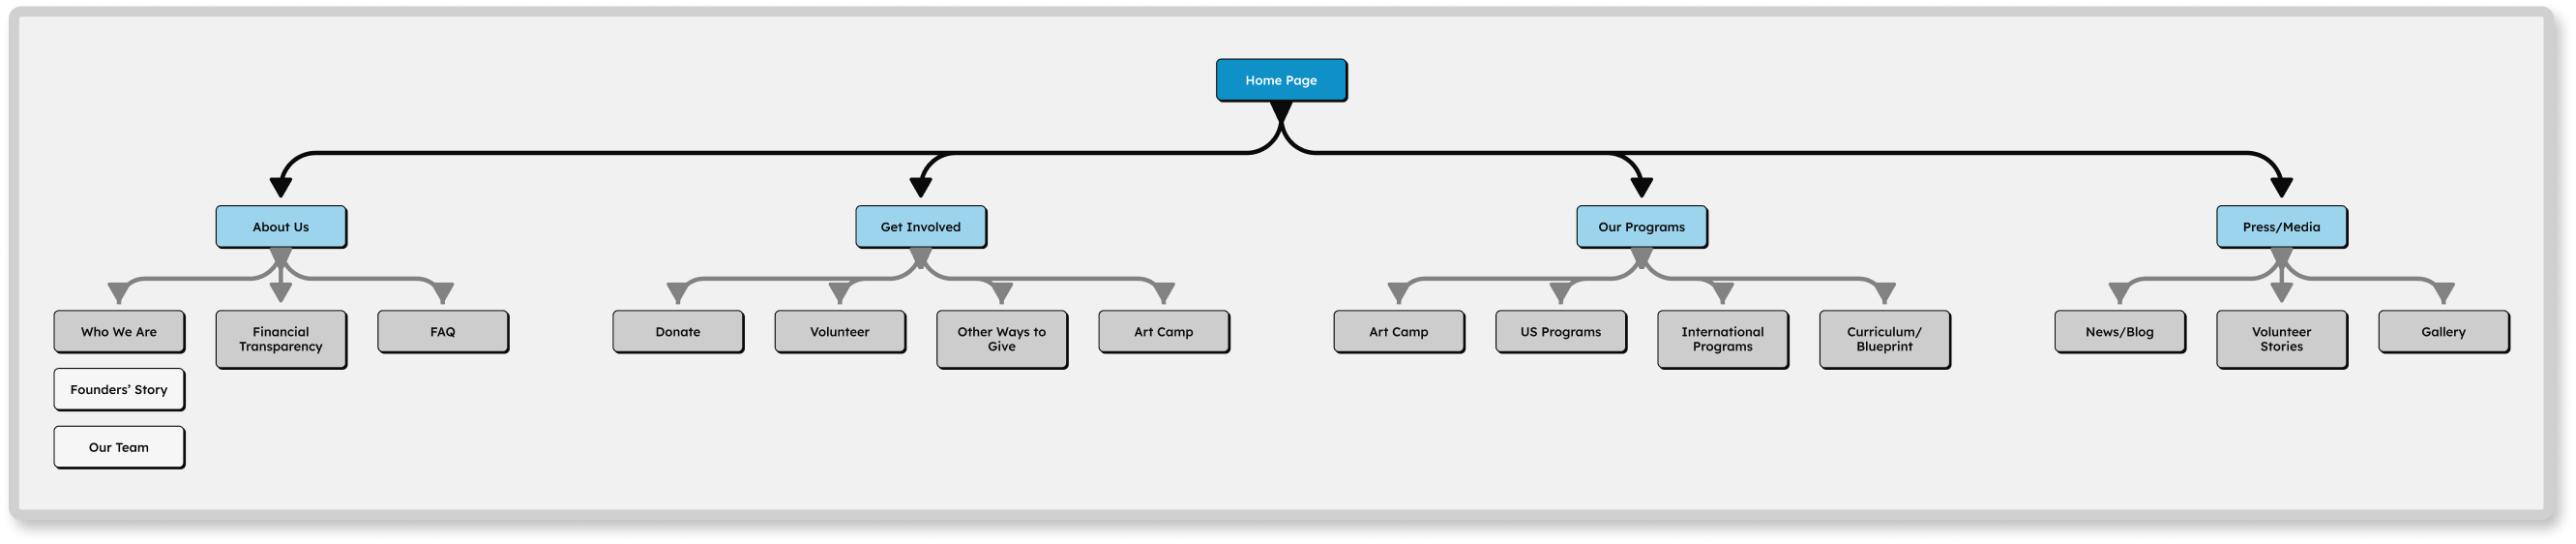 Home Page
About Us
Get Involved
Our Programs
Press/Media
Who We Are
Financial
Transparency
FAQ
Donate
Volunteer
Other Ways to
Give
Art Camp
Art Camp
US Programs
International
Programs
Curriculum/
Blueprint
News/Blog
Volunteer
Stories
Gallery
Founders’ Story
Our Team